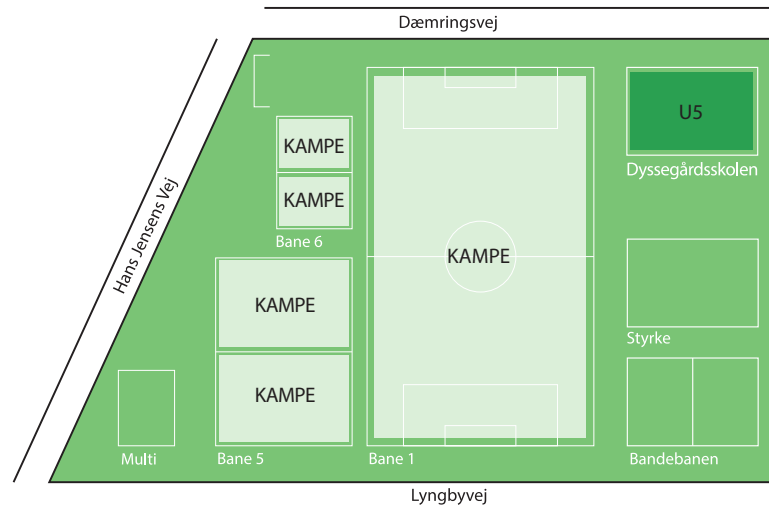 Dæmringsvej
Hans Jensens Vej
KAMPE
KAMPE
Bane 6
KAMPE
KAMPE
Bane 5
Multi
KAMPE
Bane 1
U5
Dyssegårdsskolen
Styrke
Bandebanen
Lyngbyvej